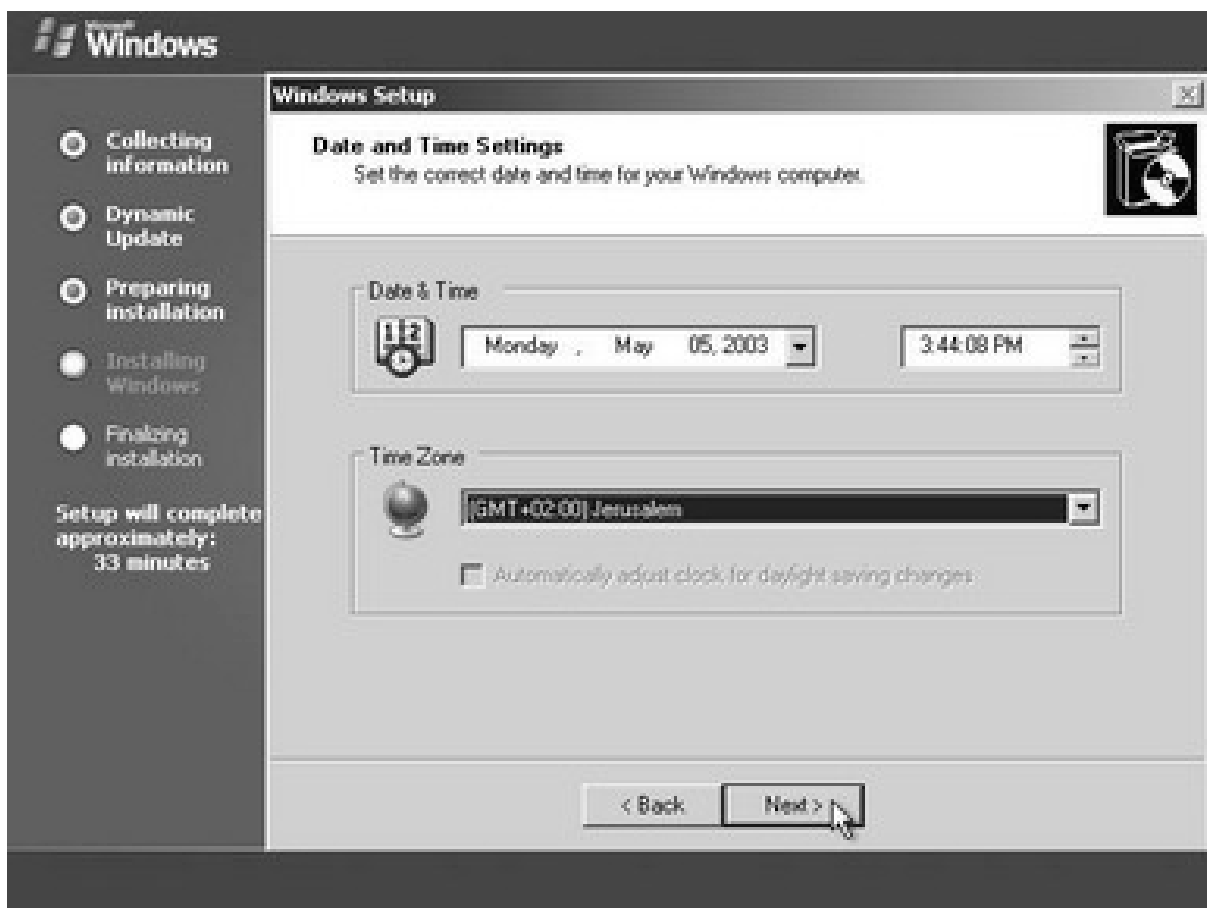 Microsoft
Windows
Collecting
information
Dynamic
Update
Preparing
installation
Installing
Windows
Finalizing
installation
Setup will complete
approximately:
33 minutes
Windows Setup
Date and Time Settings
Set the correct date and time for your Windows computer.
Date & Time
12
Monday , May 05, 2003
3:44:08 PM
Time Zone
(GMT+02:00) Jerusalem
Automatically adjust clock for daylight saving changes
< Back
Next >